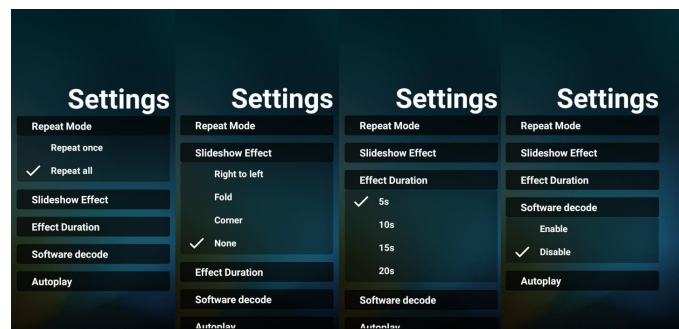 Settings
Repeat Mode
Repeat once
Repeat all
Slideshow Effect
Effect Duration
Software decode
Autoplay
Settings
Repeat Mode
Slideshow Effect
Right to left
Fold
Corner
None
Effect Duration
Software decode
Autoplay
Settings
Repeat Mode
Slideshow Effect
Effect Duration
5s
10s
15s
20s
Software decode
Autoplay
Settings
Repeat Mode
Slideshow Effect
Effect Duration
Software decode
Enable
Disable
Autoplay